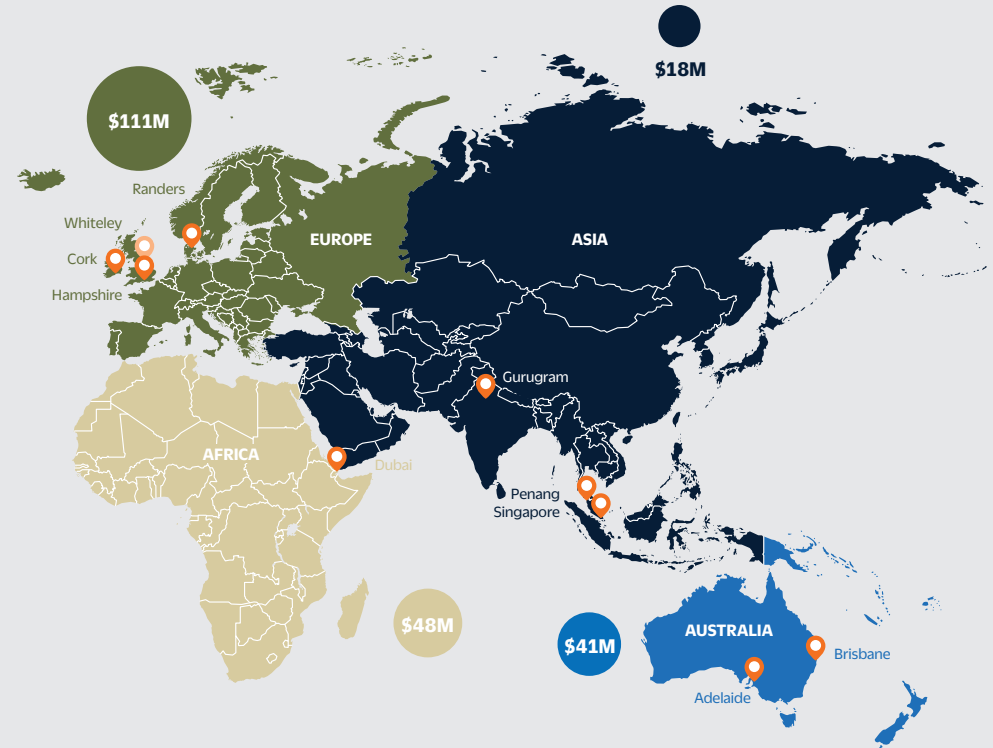 $18M
$111M
Randers
Whiteley
Cork
Hampshire
EUROPE
ASIA
Gurugram
AFRICA
Dubai
Penang
Singapore
$48M
$41M
AUSTRALIA
Brisbane
Adelaide